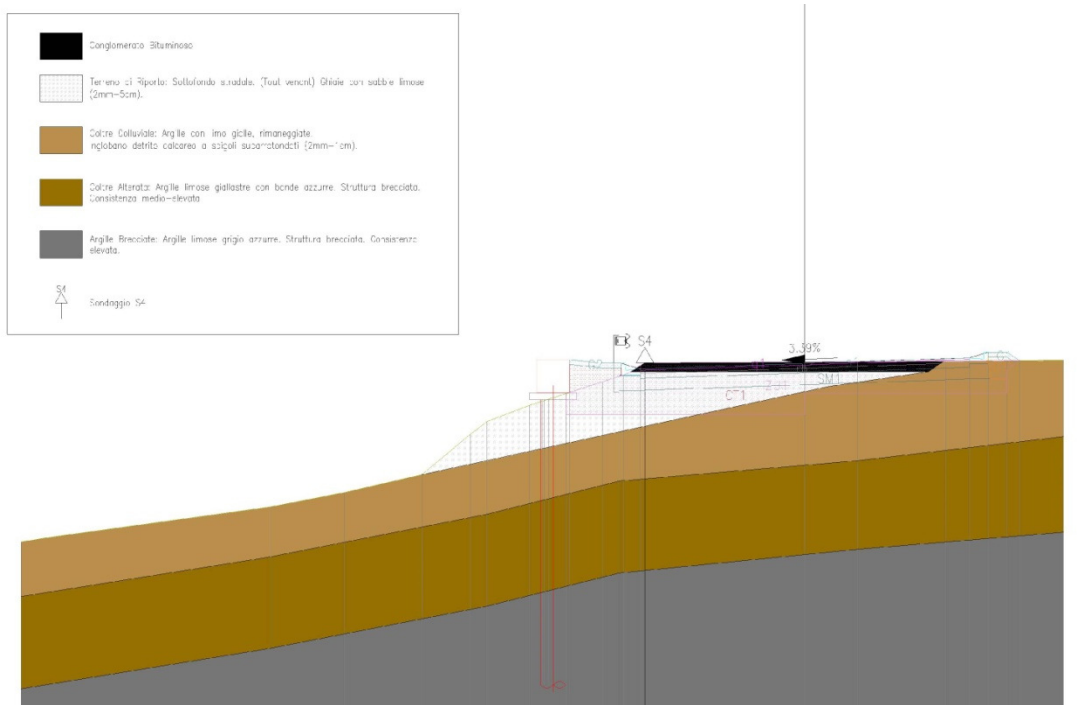 Conglomerato Bituminoso
Terreno di Riporto: Sottofondo stradale. (Tout venant) Ghiaie con sabbie limose
(2mm-5cm).
Coltre Colluviale: Argille con limo gialle, rimaneggiate.
Inglobano detrito calcareo a spigoli subarrotondati (2mm-1cm).
Coltre Alterata: Argille limose giallastre con bande azzurre. Struttura brecciata.
Consistenza medio-elevata
Argille Brecciate: Argille limose grigio azzurre. Struttura brecciata. Consistenza
elevata.
S4
Sondaggio S4
S4
3.39%
SM
CT1